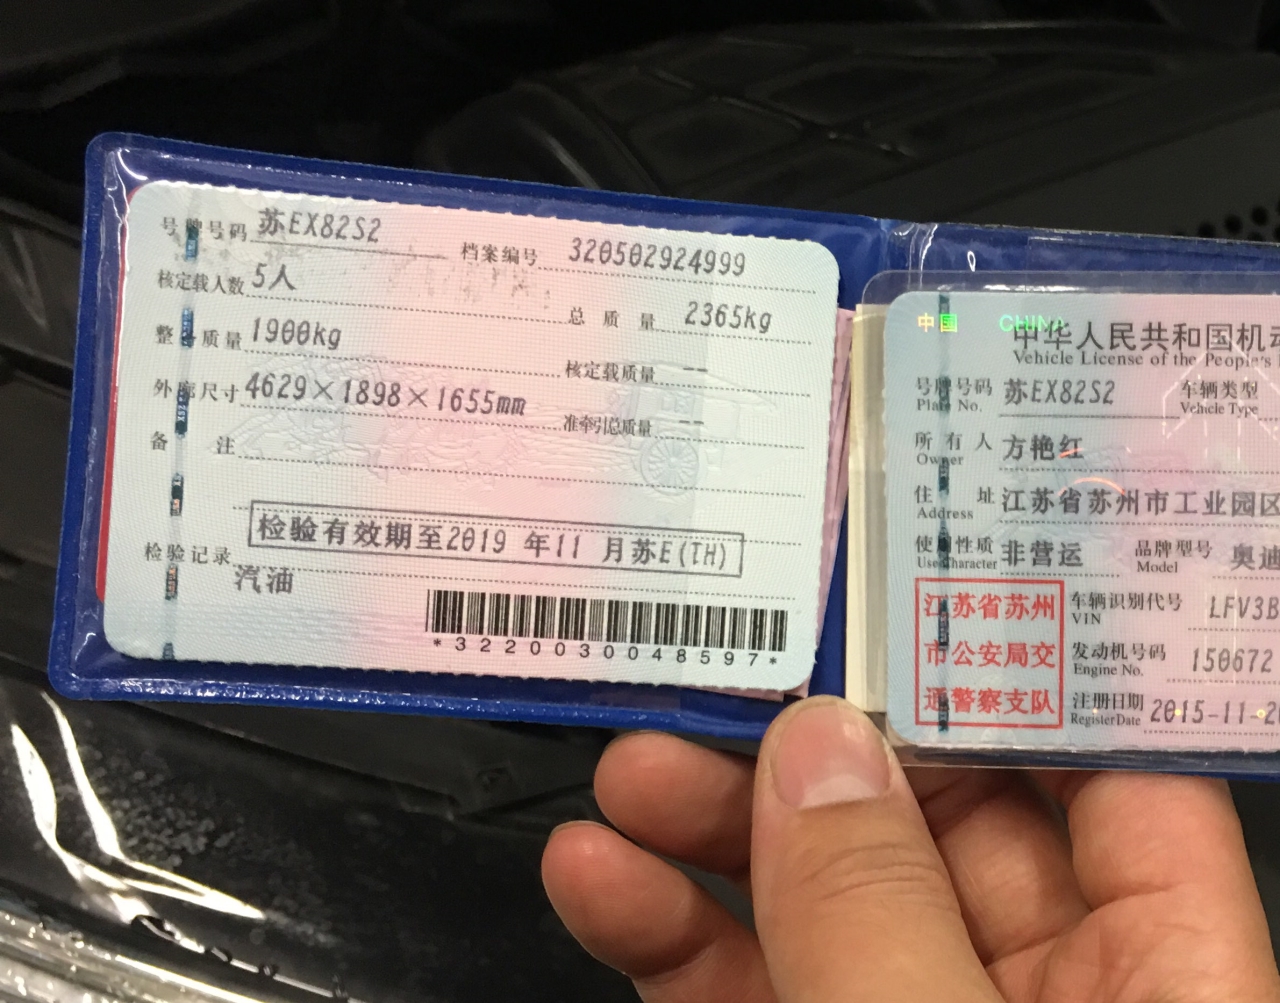 号牌号码 苏EX82S2 档案编号 320502924999
核定载人数 5人 总质量 2365kg
整 质量 1900kg 核定载质量 --
外廓尺寸 4629×1898×1655mm 准牵引总质量 --
备 注
检验有效期至2019 年11 月苏E(TH)
检验记录
汽油
*3220030048597*
中国 CHINA
中华人民共和国机动
Vehicle License of the People's
号牌号码 苏EX82S2 车辆类型
Plate No. Vehicle Type
所有人 方艳红
Owner
住 址 江苏省苏州市工业园区
Address
使用性质 非营运 品牌型号 奥迪
Use Character Model
江苏省苏州
市公安局交
通警察支队
车辆识别代号 LFV3B
VIN
发动机号码 150672
Engine No.
注册日期 2015-11-2
Register Date